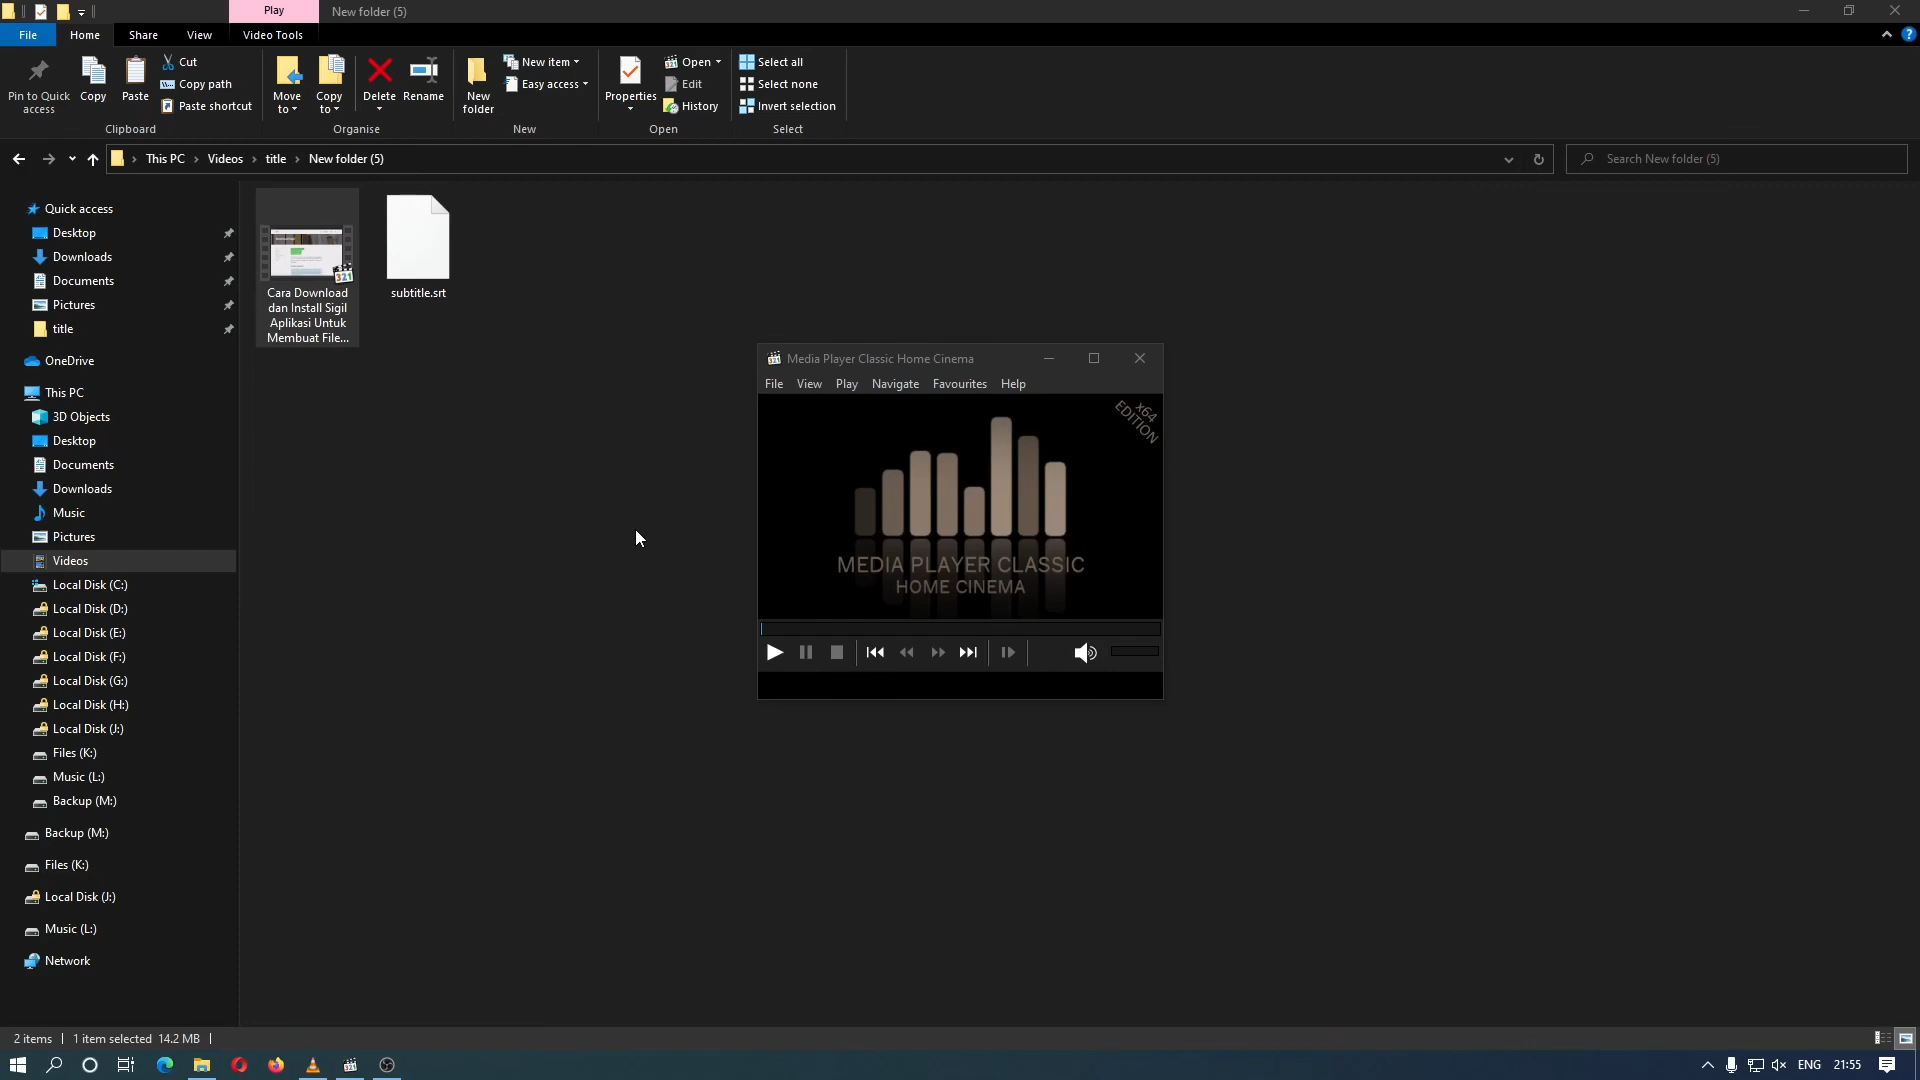 Play
New folder (5)
File
Home
Share
View
Video Tools
Pin to Quick
access
Copy
Paste
Cut
Copy path
Paste shortcut
Clipboard
Move
to
Copy
to
Delete
Rename
Organise
New
folder
New item
Easy access
New
Properties
Open
Edit
History
Open
Select all
Select none
Invert selection
Select
This PC
Videos
title
New folder (5)
Search New folder (5)
Quick access
Desktop
Downloads
Documents
Pictures
title
OneDrive
This PC
3D Objects
Desktop
Documents
Downloads
Music
Pictures
Videos
Local Disk (C:)
Local Disk (D:)
Local Disk (E:)
Local Disk (F:)
Local Disk (G:)
Local Disk (H:)
Local Disk (J:)
Files (K:)
Music (L:)
Backup (M:)
Backup (M:)
Files (K:)
Local Disk (J:)
Music (L:)
Network
321
Cara Download
dan Install Sigil
Aplikasi Untuk
Membuat File...
subtitle.srt
Media Player Classic Home Cinema
File
View
Play
Navigate
Favourites
Help
x64
EDITION
MEDIA PLAYER CLASSIC
HOME CINEMA
2 items
1 item selected 14.2 MB
ENG
21:55